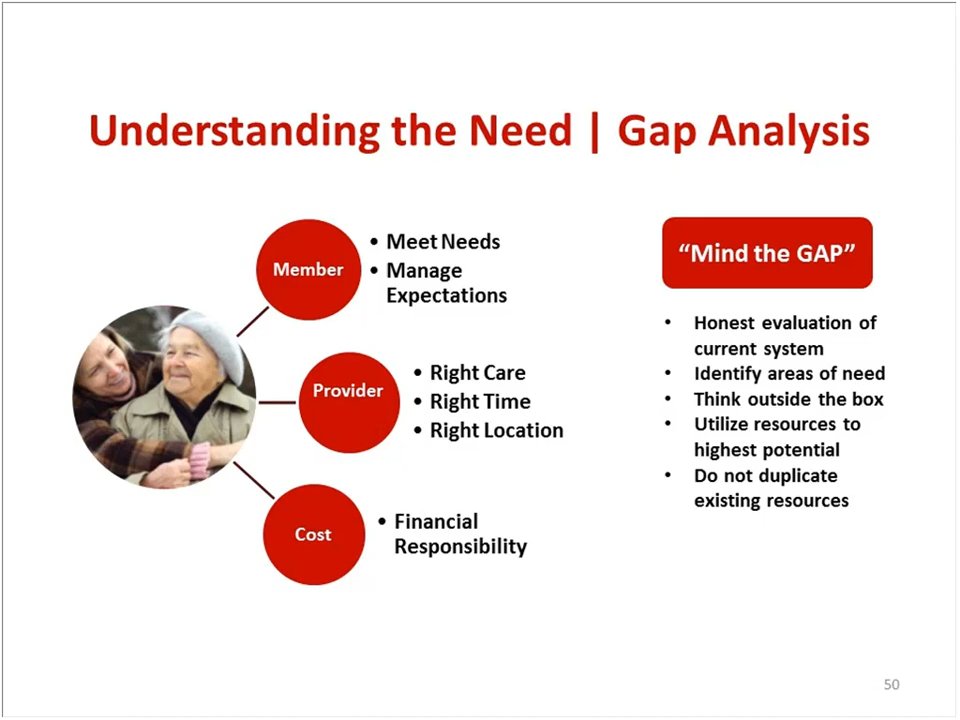 Understanding the Need | Gap Analysis
Member
• Meet Needs
• Manage
Expectations
Provider
• Right Care
• Right Time
• Right Location
Cost
• Financial
Responsibility
“Mind the GAP”
• Honest evaluation of
current system
• Identify areas of need
• Think outside the box
• Utilize resources to
highest potential
• Do not duplicate
existing resources
50